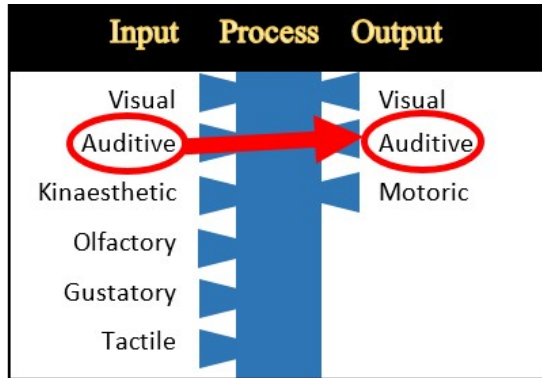 Input Process Output
Visual Visual
Auditive Auditive
Kinaesthetic Motoric
Olfactory
Gustatory
Tactile